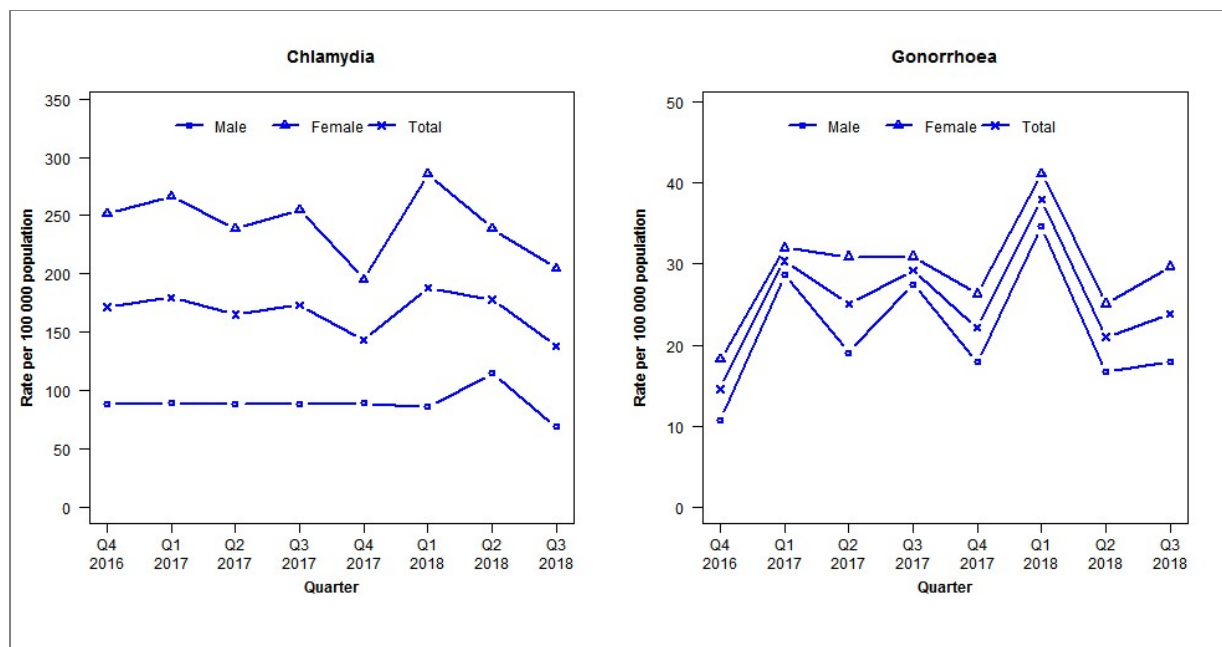 Chlamydia
Rate per 100 000 population
350
300
250
200
150
100
50
0
Male Female Total
Q4 Q1 Q2 Q3 Q4 Q1 Q2 Q3
2016 2017 2017 2017 2017 2018 2018 2018
Quarter
Gonorrhoea
Rate per 100 000 population
50
40
30
20
10
0
Male Female Total
Q4 Q1 Q2 Q3 Q4 Q1 Q2 Q3
2016 2017 2017 2017 2017 2018 2018 2018
Quarter